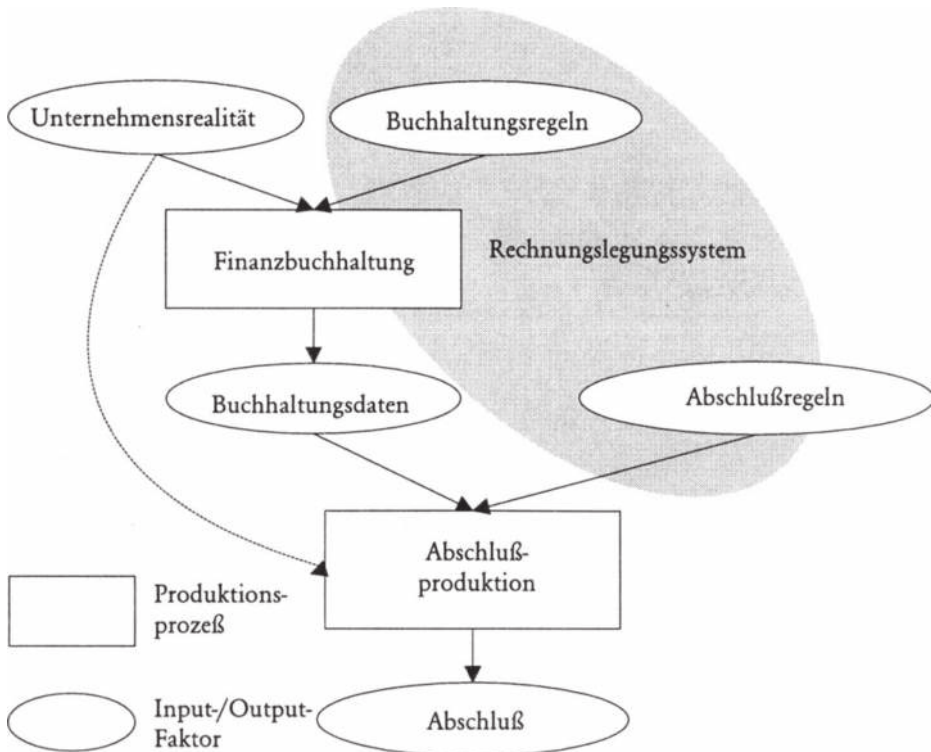 Unternehmensrealität
Buchhaltungsregeln
Finanzbuchhaltung
Rechnungslegungssystem
Buchhaltungsdaten
Abschlußregeln
Abschluß-
produktion
Produktions-
prozeß
Input-/Output-
Faktor
Abschluß